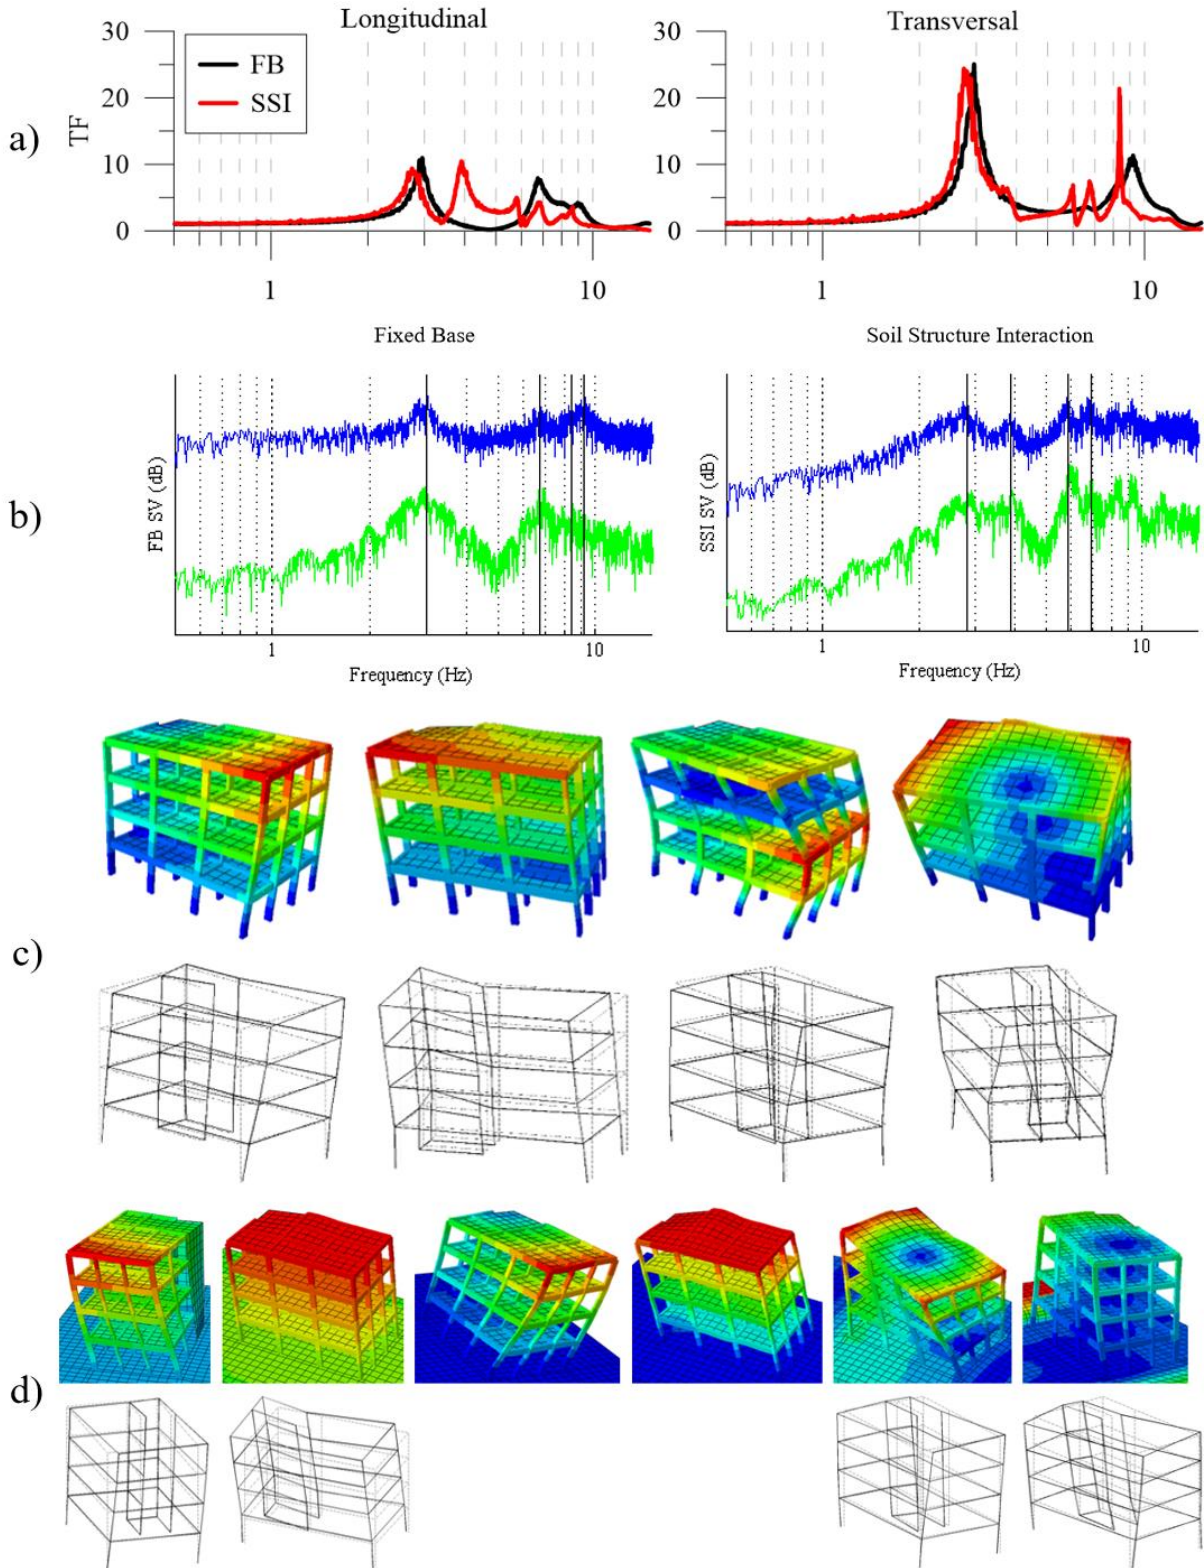 Longitudinal
Transversal
a)
TF
30
20
10
0
FB
SSI
1
10
30
20
10
0
1
10
Fixed Base
Soil Structure Interaction
b)
FB SV (dB)
1
10
Frequency (Hz)
SSI SV (dB)
1
10
Frequency (Hz)
c)
d)